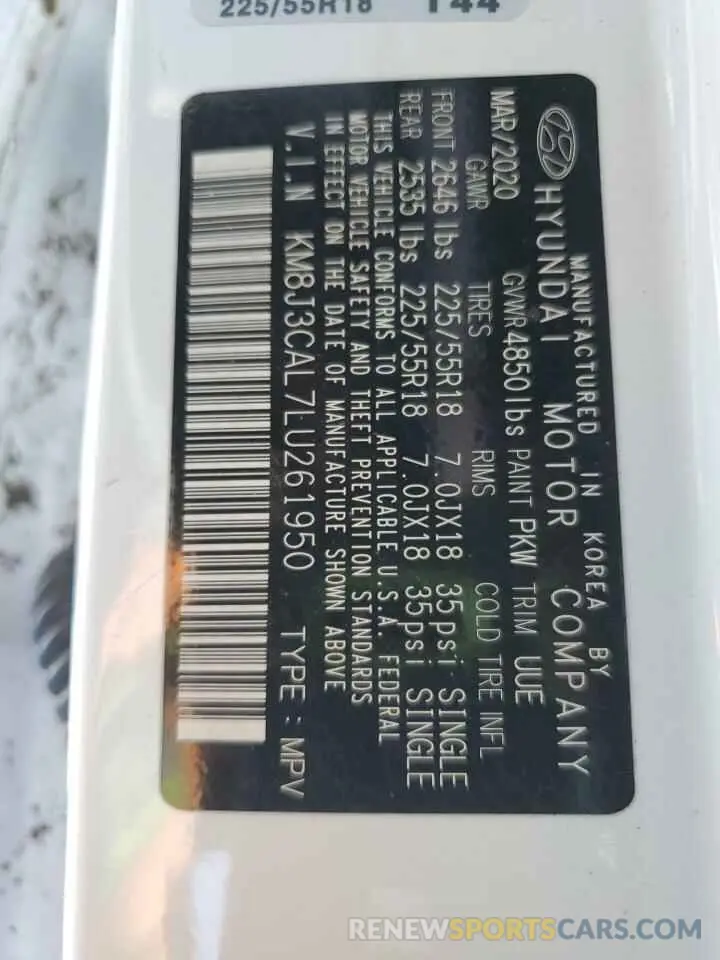 225/55R18 T44
MANUFACTURED IN KOREA BY
HYUNDAI MOTOR COMPANY
MAR/2020 GVWR 4850lbs PAINT PKW TRIM UUE
GAWR TIRES RIMS COLD TIRE INFL
FRONT 2646 lbs 225/55R18 7.0JX18 35psi SINGLE
REAR 2535 lbs 225/55R18 7.0JX18 35psi SINGLE
THIS VEHICLE CONFORMS TO ALL APPLICABLE U.S.A. FEDERAL
MOTOR VEHICLE SAFETY AND THEFT PREVENTION STANDARDS
IN EFFECT ON THE DATE OF MANUFACTURE SHOWN ABOVE
V.I.N KM8J3CAL7LU261950 TYPE : MPV
RENEWSPORTSCARS.COM